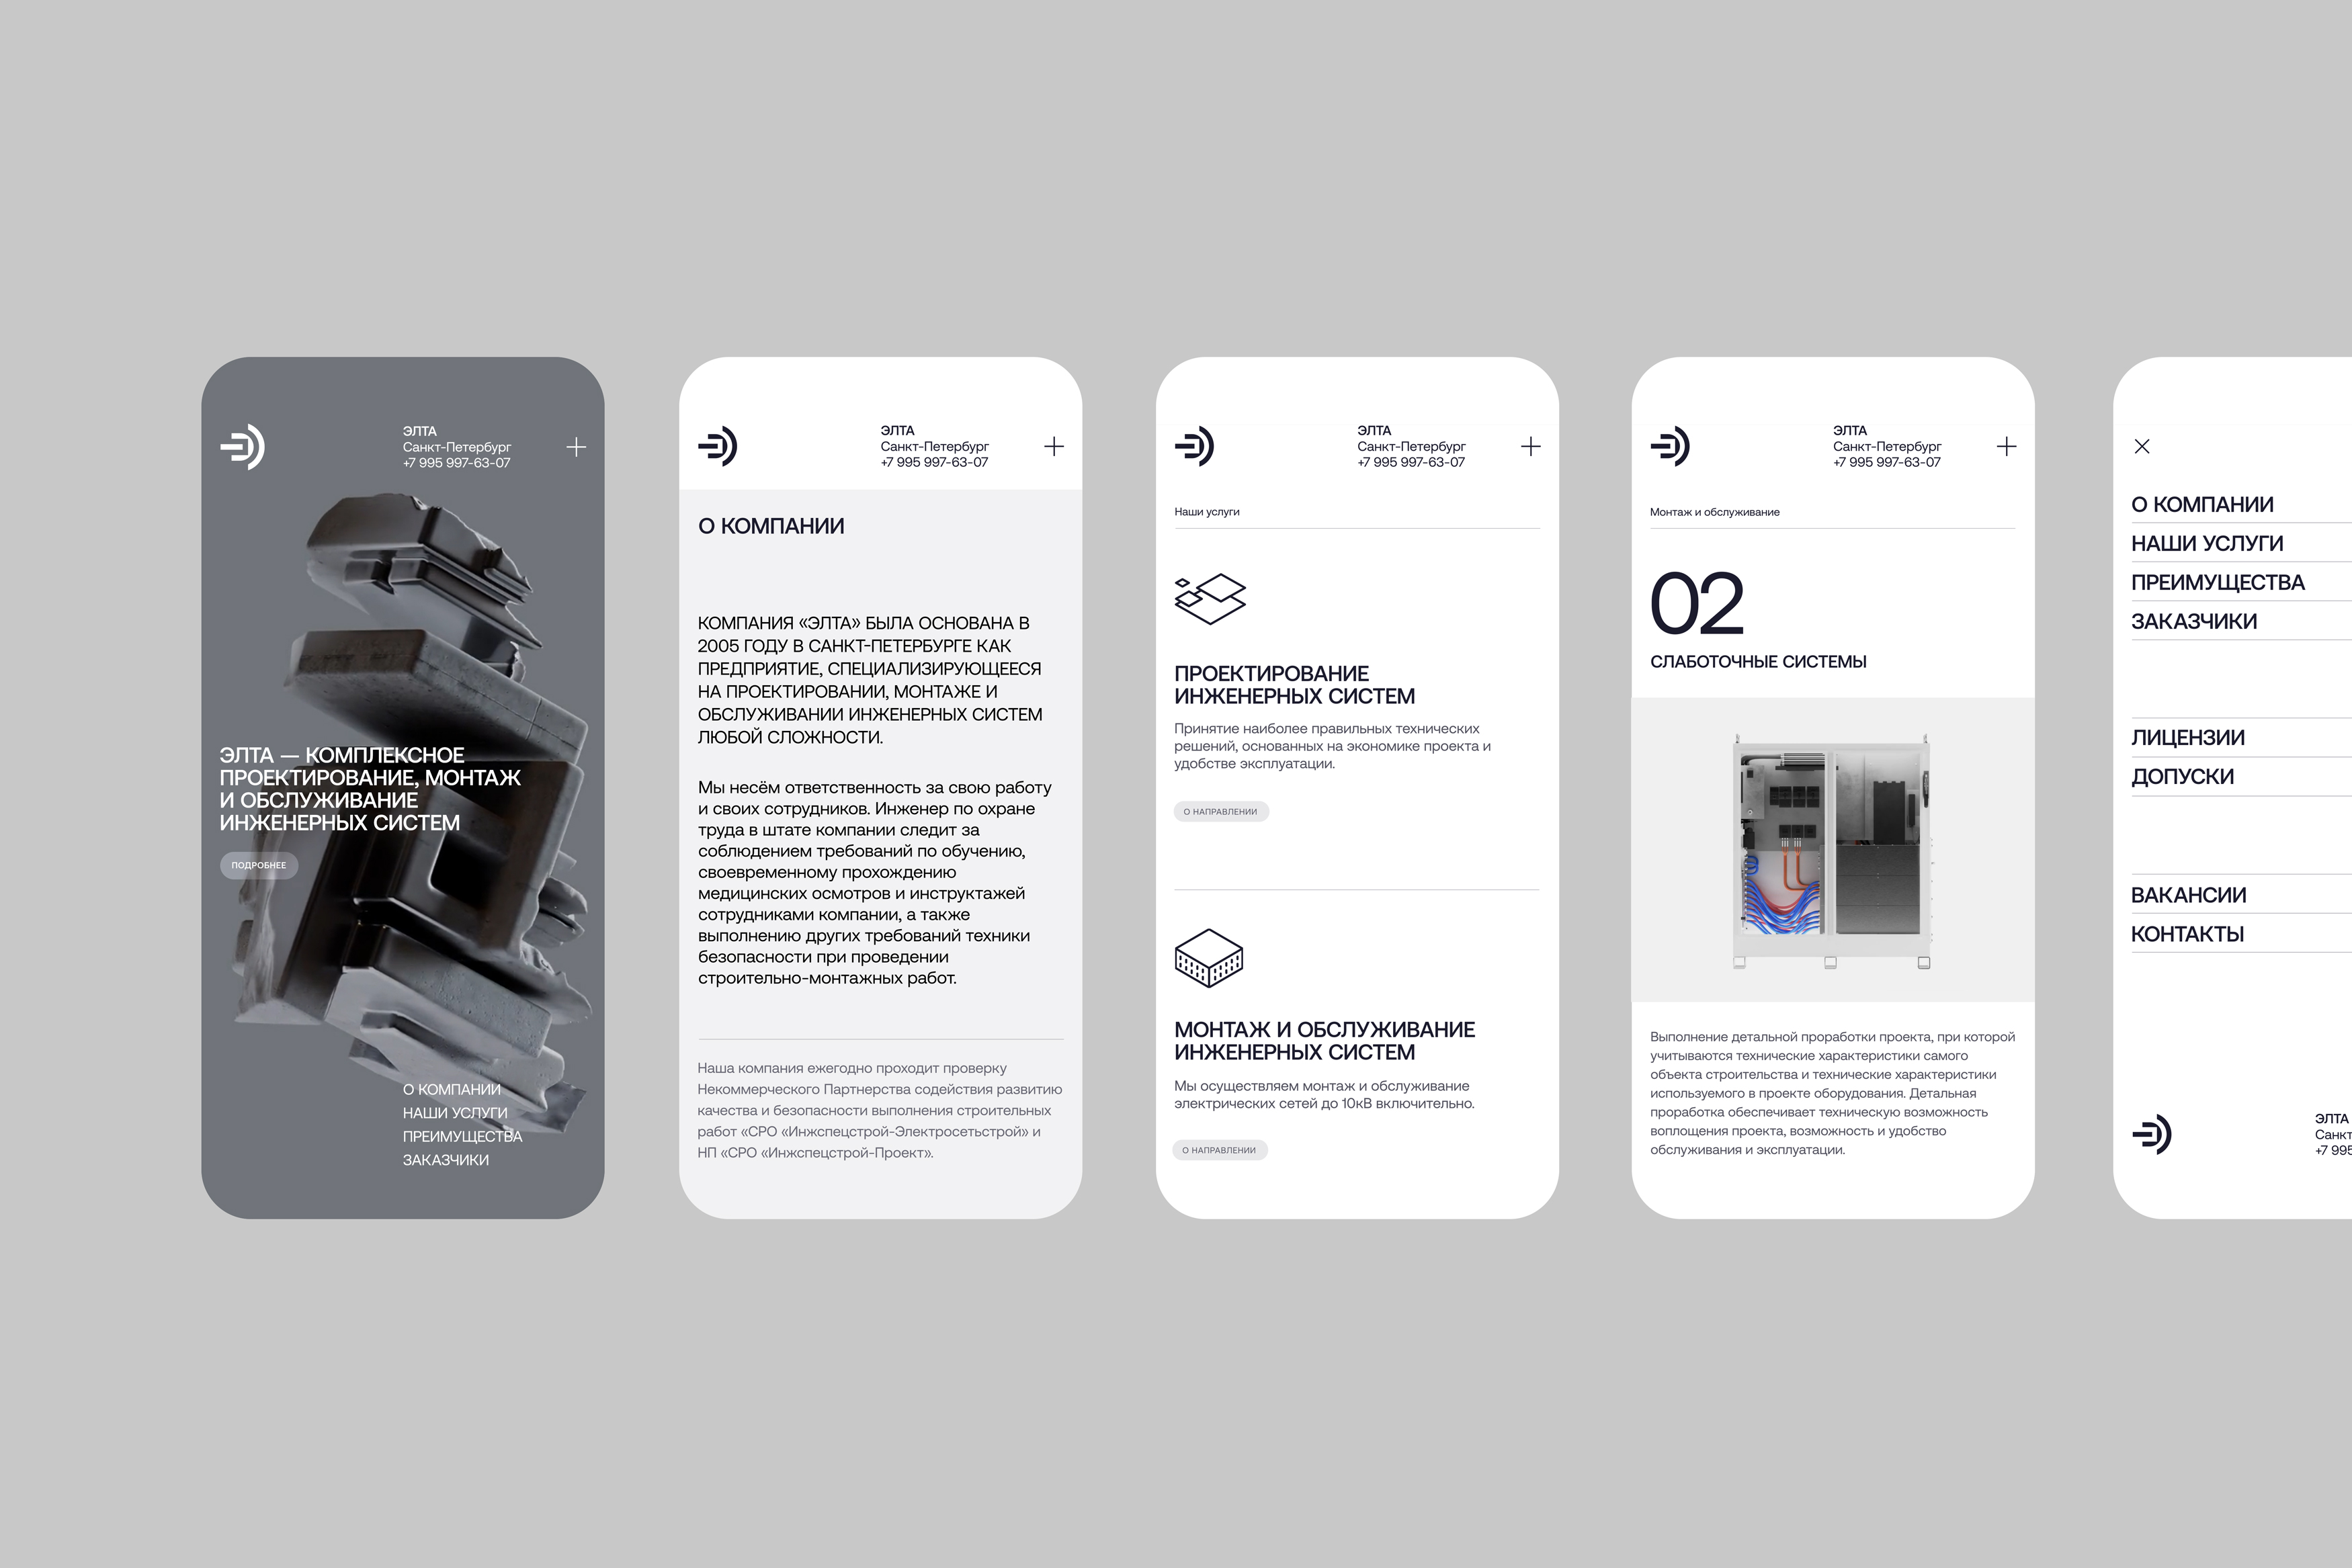 ЭЛТА
Санкт-Петербург
+7 995 997-63-07
ЭЛТА — КОМПЛЕКСНОЕ
ПРОЕКТИРОВАНИЕ, МОНТАЖ
И ОБСЛУЖИВАНИЕ
ИНЖЕНЕРНЫХ СИСТЕМ
ПОДРОБНЕЕ
О КОМПАНИИ
НАШИ УСЛУГИ
ПРЕИМУЩЕСТВА
ЗАКАЗЧИКИ
ЭЛТА
Санкт-Петербург
+7 995 997-63-07
О КОМПАНИИ
КОМПАНИЯ «ЭЛТА» БЫЛА ОСНОВАНА В
2005 ГОДУ В САНКТ-ПЕТЕРБУРГЕ КАК
ПРЕДПРИЯТИЕ, СПЕЦИАЛИЗИРУЮЩЕЕСЯ
НА ПРОЕКТИРОВАНИИ, МОНТАЖЕ И
ОБСЛУЖИВАНИИ ИНЖЕНЕРНЫХ СИСТЕМ
ЛЮБОЙ СЛОЖНОСТИ.
Мы несём ответственность за свою работу
и своих сотрудников. Инженер по охране
труда в штате компании следит за
соблюдением требований по обучению,
своевременному прохождению
медицинских осмотров и инструктажей
сотрудниками компании, а также
выполнению других требований техники
безопасности при проведении
строительно-монтажных работ.
Наша компания ежегодно проходит проверку
Некоммерческого Партнерства содействия развитию
качества и безопасности выполнения строительных
работ «СРО «Инжспецстрой-Электросетьстрой» и
НП «СРО «Инжспецстрой-Проект».
ЭЛТА
Санкт-Петербург
+7 995 997-63-07
Наши услуги
ПРОЕКТИРОВАНИЕ
ИНЖЕНЕРНЫХ СИСТЕМ
Принятие наиболее правильных технических
решений, основанных на экономике проекта и
удобстве эксплуатации.
О НАПРАВЛЕНИИ
МОНТАЖ И ОБСЛУЖИВАНИЕ
ИНЖЕНЕРНЫХ СИСТЕМ
Мы осуществляем монтаж и обслуживание
электрических сетей до 10кВ включительно.
О НАПРАВЛЕНИИ
ЭЛТА
Санкт-Петербург
+7 995 997-63-07
Монтаж и обслуживание
02
СЛАБОТОЧНЫЕ СИСТЕМЫ
Выполнение детальной проработки проекта, при которой
учитываются технические характеристики самого
объекта строительства и технические характеристики
используемого в проекте оборудования. Детальная
проработка обеспечивает техническую возможность
воплощения проекта, возможность и удобство
обслуживания и эксплуатации.
О КОМПАНИИ
НАШИ УСЛУГИ
ПРЕИМУЩЕСТВА
ЗАКАЗЧИКИ
ЛИЦЕНЗИИ
ДОПУСКИ
ВАКАНСИИ
КОНТАКТЫ
ЭЛТА
Санкт
+7 995